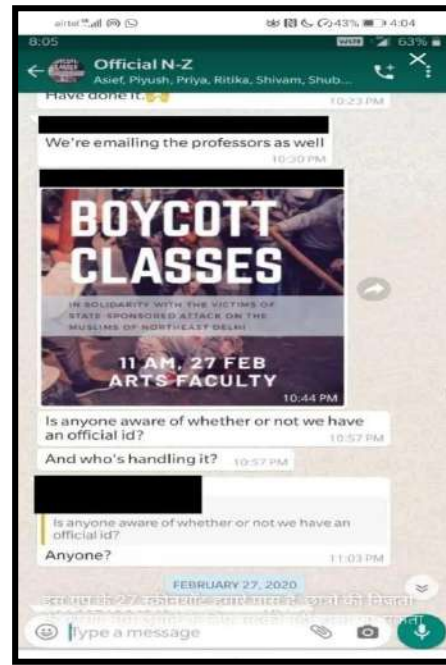 airtel 43% 4:04
8:05 63%
Official N-Z
Asief, Piyush, Priya, Ritika, Shivam, Shub...
Have done it.
10:23 PM
We're emailing the professors as well
10:30 PM
BOYCOTT
CLASSES
IN SOLIDARITY WITH THE VICTIMS OF
STATE SPONSORED ATTACK ON THE
MUSLIMS OF NORTHEAST DELHI
11 AM, 27 FEB
ARTS FACULTY
10:44 PM
Is anyone aware of whether or not we have
an official id?
10:57 PM
And who's handling it? 10:57 PM
Is anyone aware of whether or not we have an
official id?
Anyone?
11:03 PM
FEBRUARY 27, 2020
इस ग्रुप के 27 स्क्रीनशॉट हमारे पास हैं
Type a message